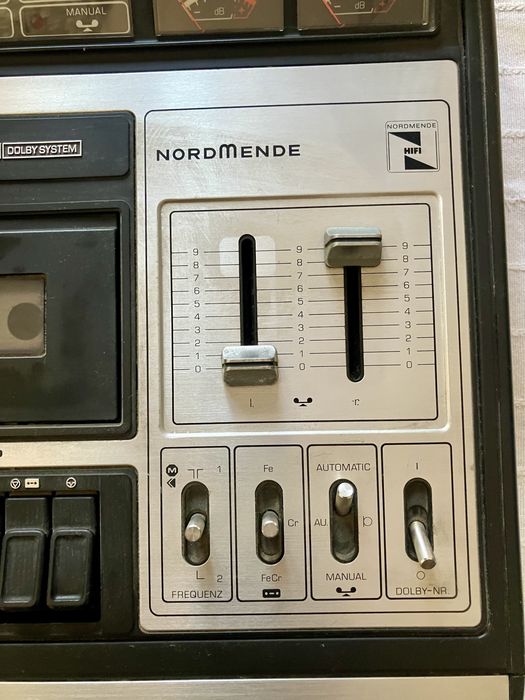 MANUAL
dB
dB
DOLBY SYSTEM
NORDMENDE
NORDMENDE
HIFI
9 9 9
8 8 8
7 7 7
6 6 6
5 5 5
4 4 4
3 3 3
2 2 2
1 1 1
0 0 0
l. r.
M 1 Fe AUTOMATIC I
Cr AU.
2 FeCr MANUAL O
FREQUENZ DOLBY-NR.